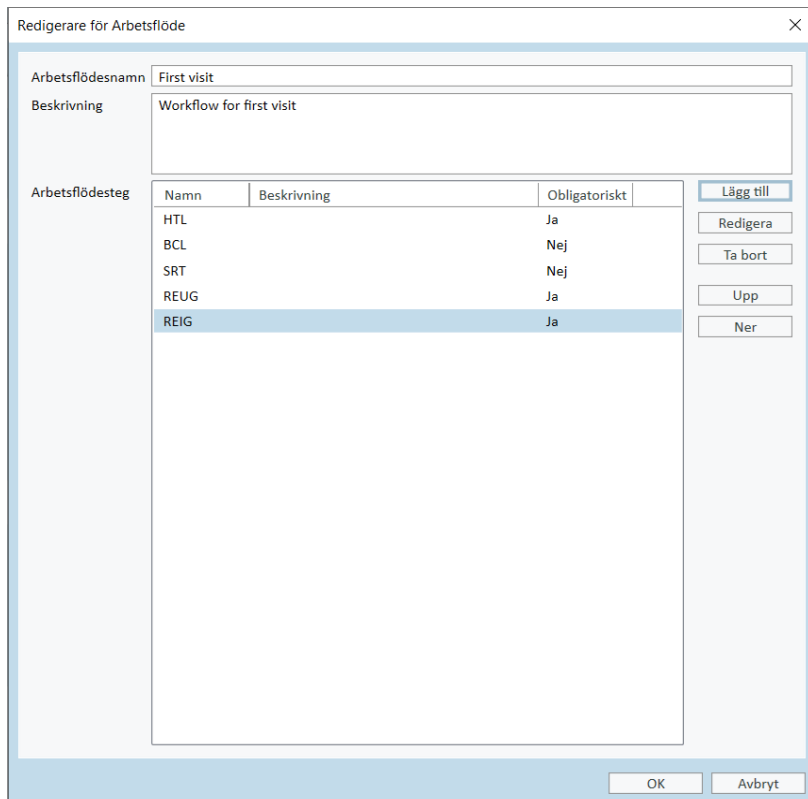 Redigerare för Arbetsflöde
Arbetsflödesnamn First visit
Beskrivning Workflow for first visit
Arbetsflödesteg
Namn Beskrivning Obligatoriskt
HTL Ja
BCL Nej
SRT Nej
REUG Ja
REIG Ja
Lägg till
Redigera
Ta bort
Upp
Ner
OK Avbryt